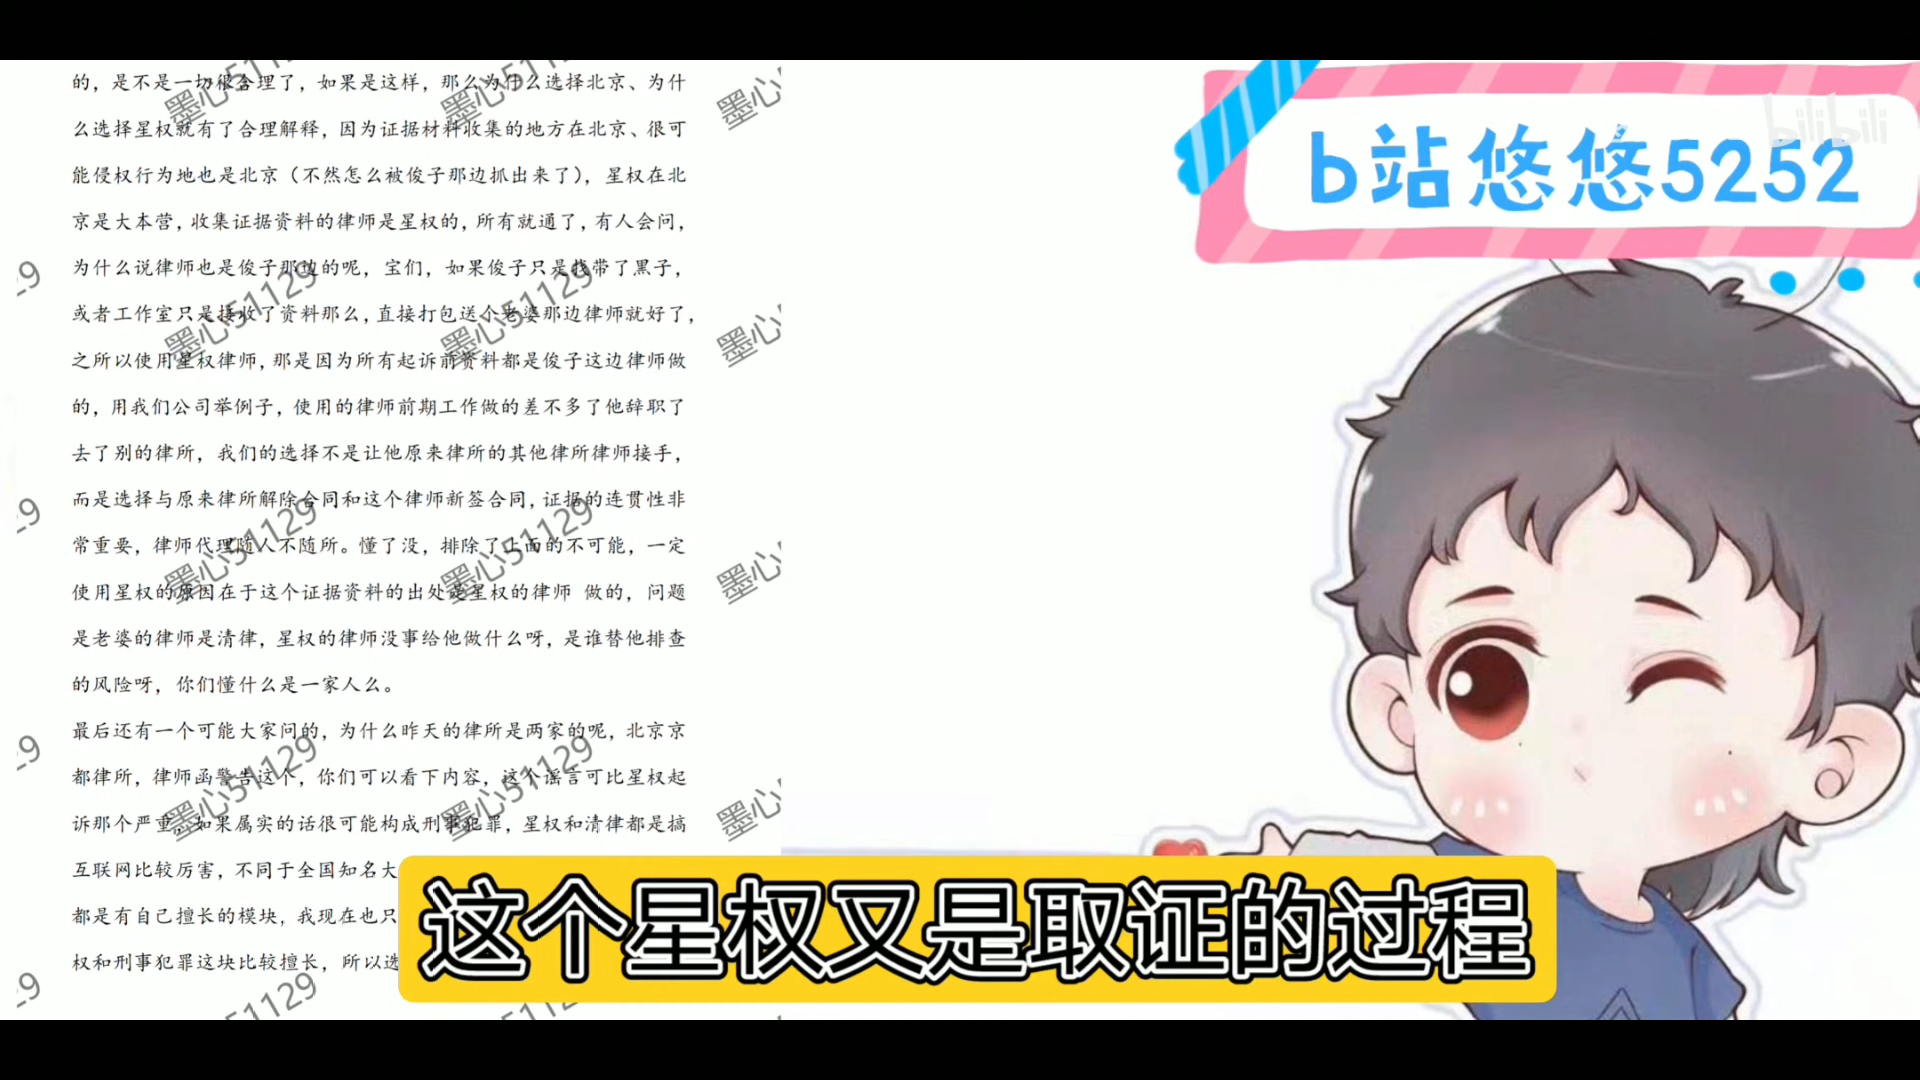 的，是不是一切很合理了，如果是这样，那么为什么选择北京、为什
么选择星权就有了合理解释，因为证据材料收集的地方在北京、很可
能侵权行为地也是北京（不然怎么被俊子那边抓出来了），星权在北
京是大本营，收集证据资料的律师是星权的，所有就通了，有人会问，
为什么说律师也是俊子那边的呢，宝们，如果俊子只是找带了黑子，
或者工作室只是接收了资料那么，直接打包送个老婆那边律师就好了，
之所以使用星权律师，那是因为所有起诉前资料都是俊子这边律师做
的，用我们公司举例子，使用的律师前期工作做的差不多了他辞职了
去了别的律所，我们的选择不是让他原来律所的其他律所律师接手，
而是选择与原来律所解除合同和这个律师新签合同，证据的连贯性非
常重要，律师代理随人不随所。懂了没，排除了上面的不可能，一定
使用星权的原因在于这个证据资料的出处是星权的律师 做的，问题
是老婆的律师是清律，星权的律师没事给他做什么呀，是谁替他排查
的风险呀，你们懂什么是一家人么。
最后还有一个可能大家问的，为什么昨天的律所是两家的呢，北京京
都律所，律师函警告这个，你们可以看下内容，这个谣言可比星权起
诉那个严重，如果属实的话很可能构成刑事犯罪，星权和清律都是搞
互联网比较厉害，不同于全国知名大
都是有自己擅长的模块，我现在也只
权和刑事犯罪这块比较擅长，所以选
墨心51129
b站悠悠5252
bilibili
这个星权又是取证的过程